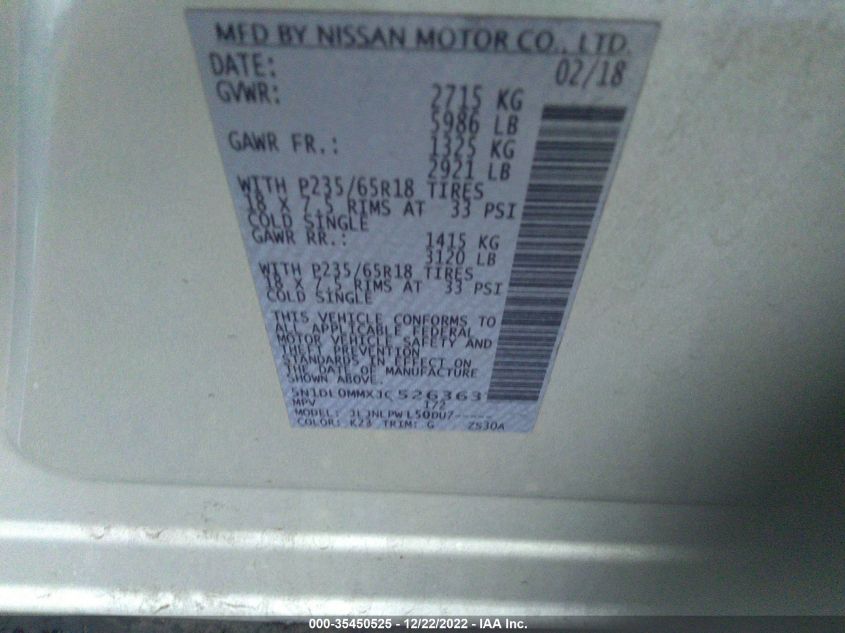 MFD BY NISSAN MOTOR CO., LTD.
DATE: 02/18
GVWR: 2715 KG
5986 LB
GAWR FR.: 1325 KG
2921 LB
WITH P235/65R18 TIRES
18 X 7.5 RIMS AT 33 PSI
COLD SINGLE
GAWR RR.: 1415 KG
3120 LB
WITH P235/65R18 TIRES
18 X 7.5 RIMS AT 33 PSI
COLD SINGLE
THIS VEHICLE CONFORMS TO
ALL APPLICABLE FEDERAL
MOTOR VEHICLE SAFETY AND
THEFT PREVENTION
STANDARDS IN EFFECT ON
THE DATE OF MANUFACTURE
SHOWN ABOVE.
5N1DL0MMXJC526363
MPV 1/2
MODEL: JLJNLPWL50DU7-----
COLOR: K23 TRIM: G ZS30A
000-35450525 - 12/22/2022 - IAA Inc.